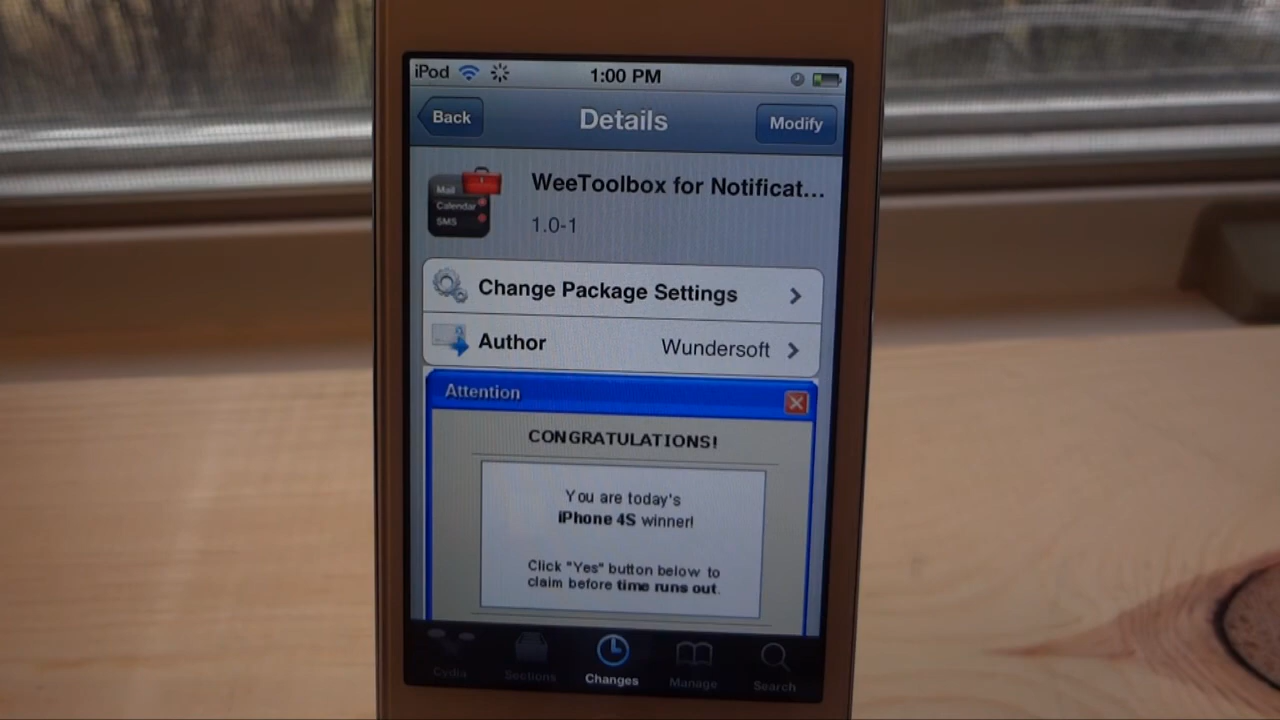 iPod 1:00 PM
Back Details Modify
WeeToolbox for Notificat...
1.0-1
Mail
Calendar
SMS
Change Package Settings
Author Wundersoft
Attention
CONGRATULATIONS!
You are today's
iPhone 4S winner!
Click "Yes" button below to
claim before time runs out.
Cydia Sections Changes Manage Search